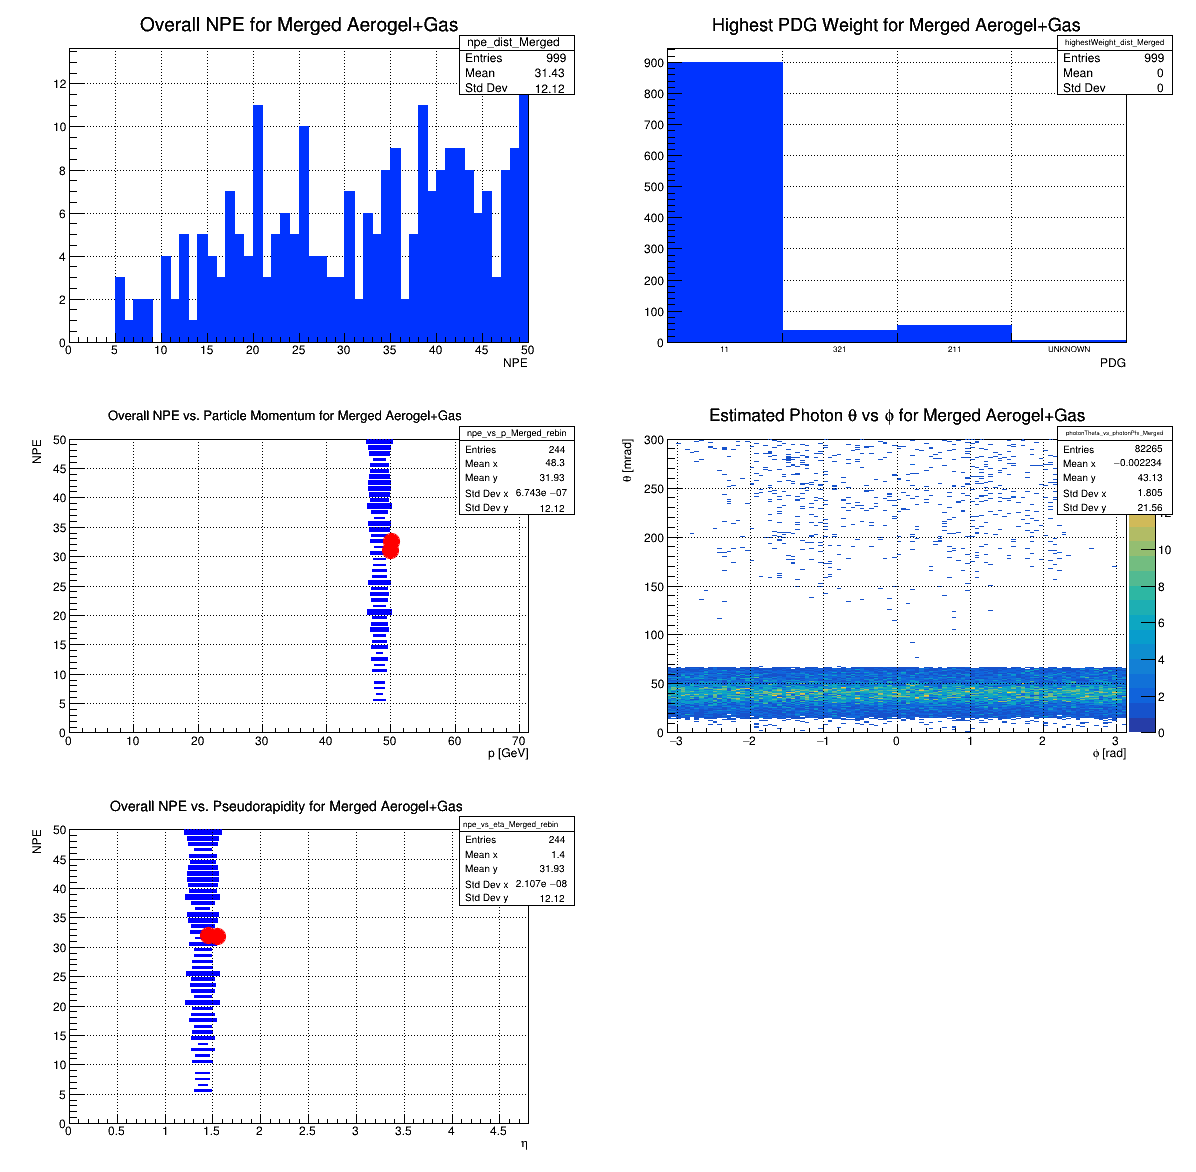 Overall NPE for Merged Aerogel+Gas
npe_dist_Merged
Entries 999
Mean 31.43
Std Dev 12.12
12
10
8
6
4
2
0
0 5 10 15 20 25 30 35 40 45 50
NPE
Highest PDG Weight for Merged Aerogel+Gas
highestWeight_dist_Merged
Entries 999
Mean 0
Std Dev 0
900
800
700
600
500
400
300
200
100
0
11 321 211 UNKNOWN
PDG
Overall NPE vs. Particle Momentum for Merged Aerogel+Gas
npe_vs_p_Merged_rebin
Entries 244
Mean x 48.3
Mean y 31.93
Std Dev x 6.743e −07
Std Dev y 12.12
NPE
50
45
40
35
30
25
20
15
10
5
0
0 10 20 30 40 50 60 70
p [GeV]
Estimated Photon θ vs ϕ for Merged Aerogel+Gas
photonTheta_vs_photonPhi_Merged
Entries 82265
Mean x −0.002234
Mean y 43.13
Std Dev x 1.805
Std Dev y 21.56
θ [mrad]
300
250
200
150
100
50
0
−3 −2 −1 0 1 2 3
ϕ [rad]
12
10
8
6
4
2
0
Overall NPE vs. Pseudorapidity for Merged Aerogel+Gas
npe_vs_eta_Merged_rebin
Entries 244
Mean x 1.4
Mean y 31.93
Std Dev x 2.107e −08
Std Dev y 12.12
NPE
50
45
40
35
30
25
20
15
10
5
0
0 0.5 1 1.5 2 2.5 3 3.5 4 4.5
η